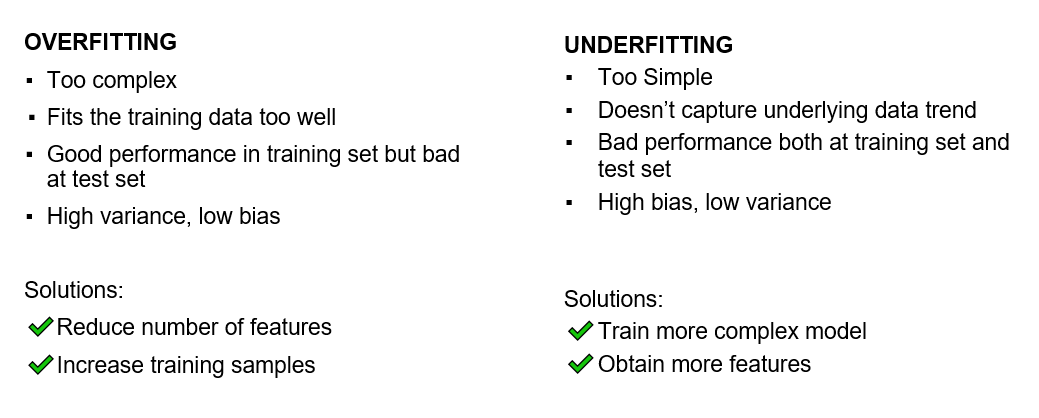 OVERFITTING
▪ Too complex
▪ Fits the training data too well
▪ Good performance in training set but bad
at test set
▪ High variance, low bias
Solutions:
✔Reduce number of features
✔Increase training samples
UNDERFITTING
▪ Too Simple
▪ Doesn’t capture underlying data trend
▪ Bad performance both at training set and
test set
▪ High bias, low variance
Solutions:
✔Train more complex model
✔Obtain more features